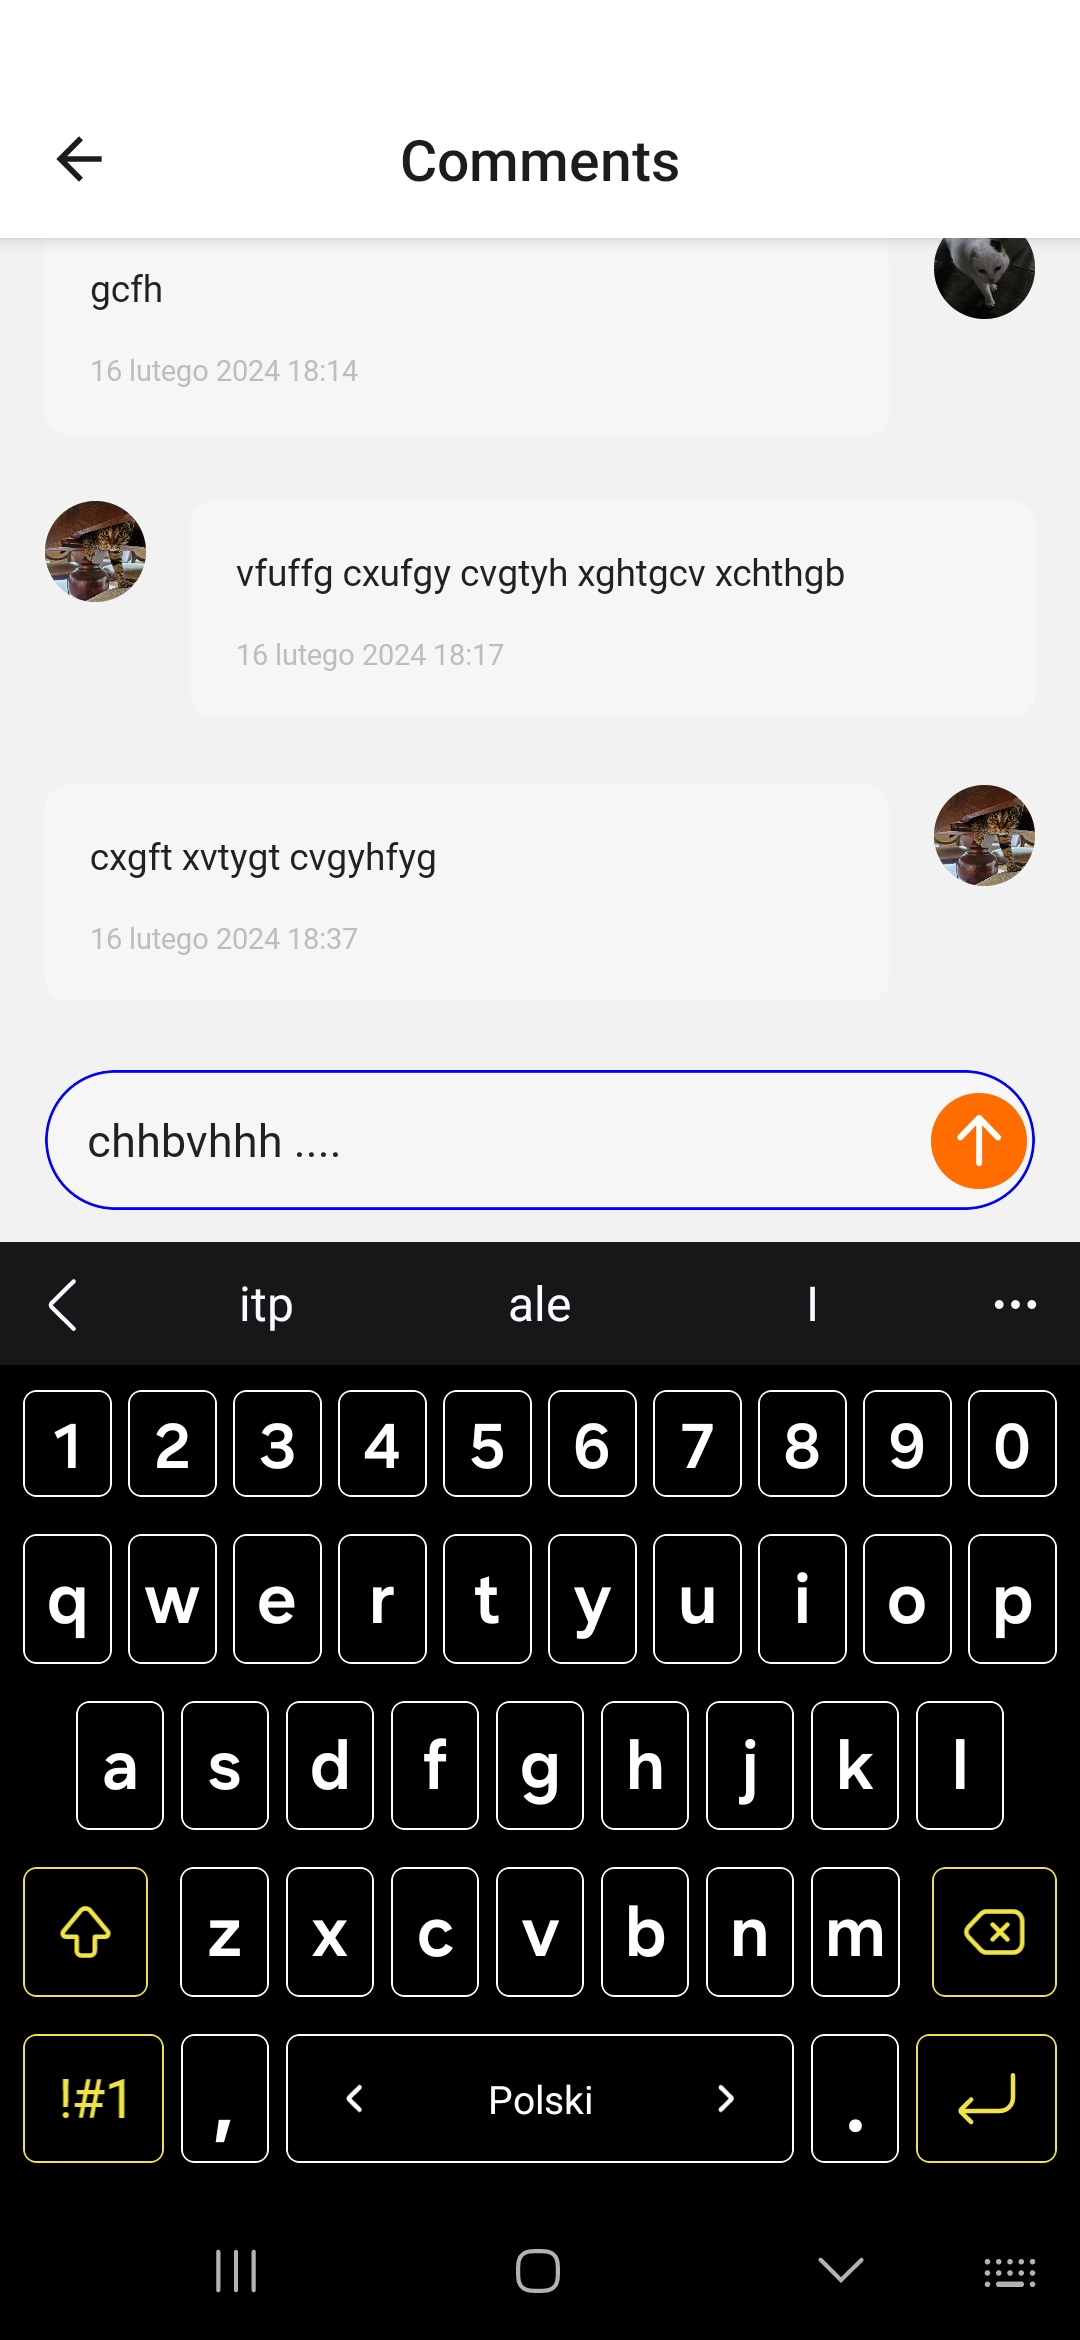 Comments
gcfh
16 lutego 2024 18:14
vfuffg cxufgy cvgtyh xghtgcv xchthgb
16 lutego 2024 18:17
cxgft xvtygt cvgyhfyg
16 lutego 2024 18:37
chhbvhhh ....
itp ale I ...
1 2 3 4 5 6 7 8 9 0
q w e r t y u i o p
a s d f g h j k l
z x c v b n m
!#1 , < Polski > .